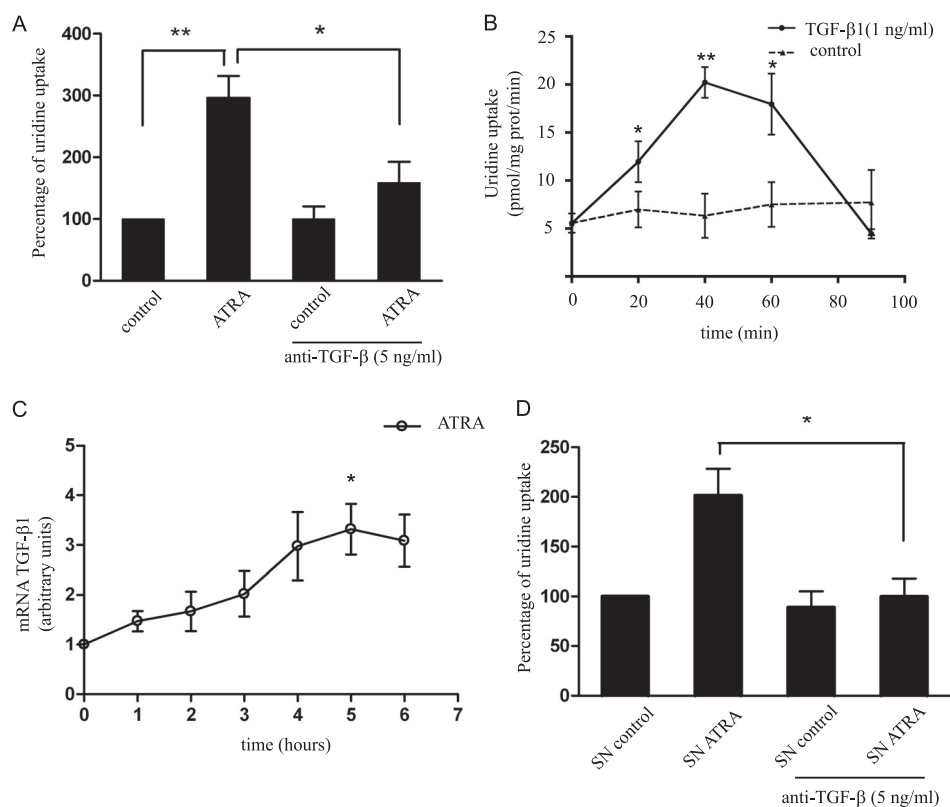 A
**
*
400
300
200
100
0
Percentage of uridine uptake
control
ATRA
control
ATRA
anti-TGF-β (5 ng/ml)
B
TGF-β1(1 ng/ml)
control
25
20
15
10
5
Uridine uptake
(pmol/mg prot/min)
*
**
*
0
20
40
60
80
100
time (min)
C
ATRA
5
4
3
2
1
0
mRNA TGF-β1
(arbitrary units)
*
0
1
2
3
4
5
6
7
time (hours)
D
*
250
200
150
100
50
0
Percentage of uridine uptake
SN control
SN ATRA
SN control
SN ATRA
anti-TGF-β (5 ng/ml)